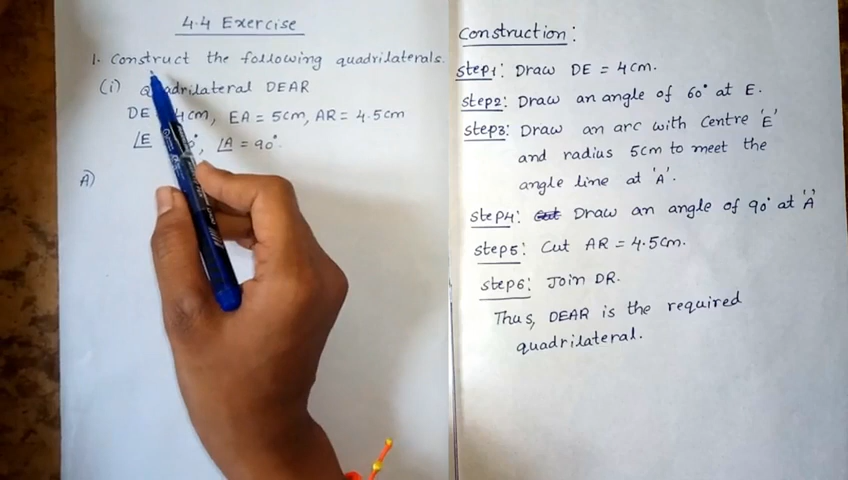 4.4 Exercise
1. Construct the following quadrilaterals.
(i) Quadrilateral DEAR
DE 4cm, EA = 5cm, AR = 4.5cm
∠E °, ∠A = 90°.
A)
Construction:
step1: Draw DE = 4cm.
step2: Draw an angle of 60° at E.
step3: Draw an arc with centre 'E'
and radius 5cm to meet the
angle line at 'A'.
step4: Draw an angle of 90° at 'A'
step5: Cut AR = 4.5cm.
step6: Join DR.
Thus, DEAR is the required
quadrilateral.